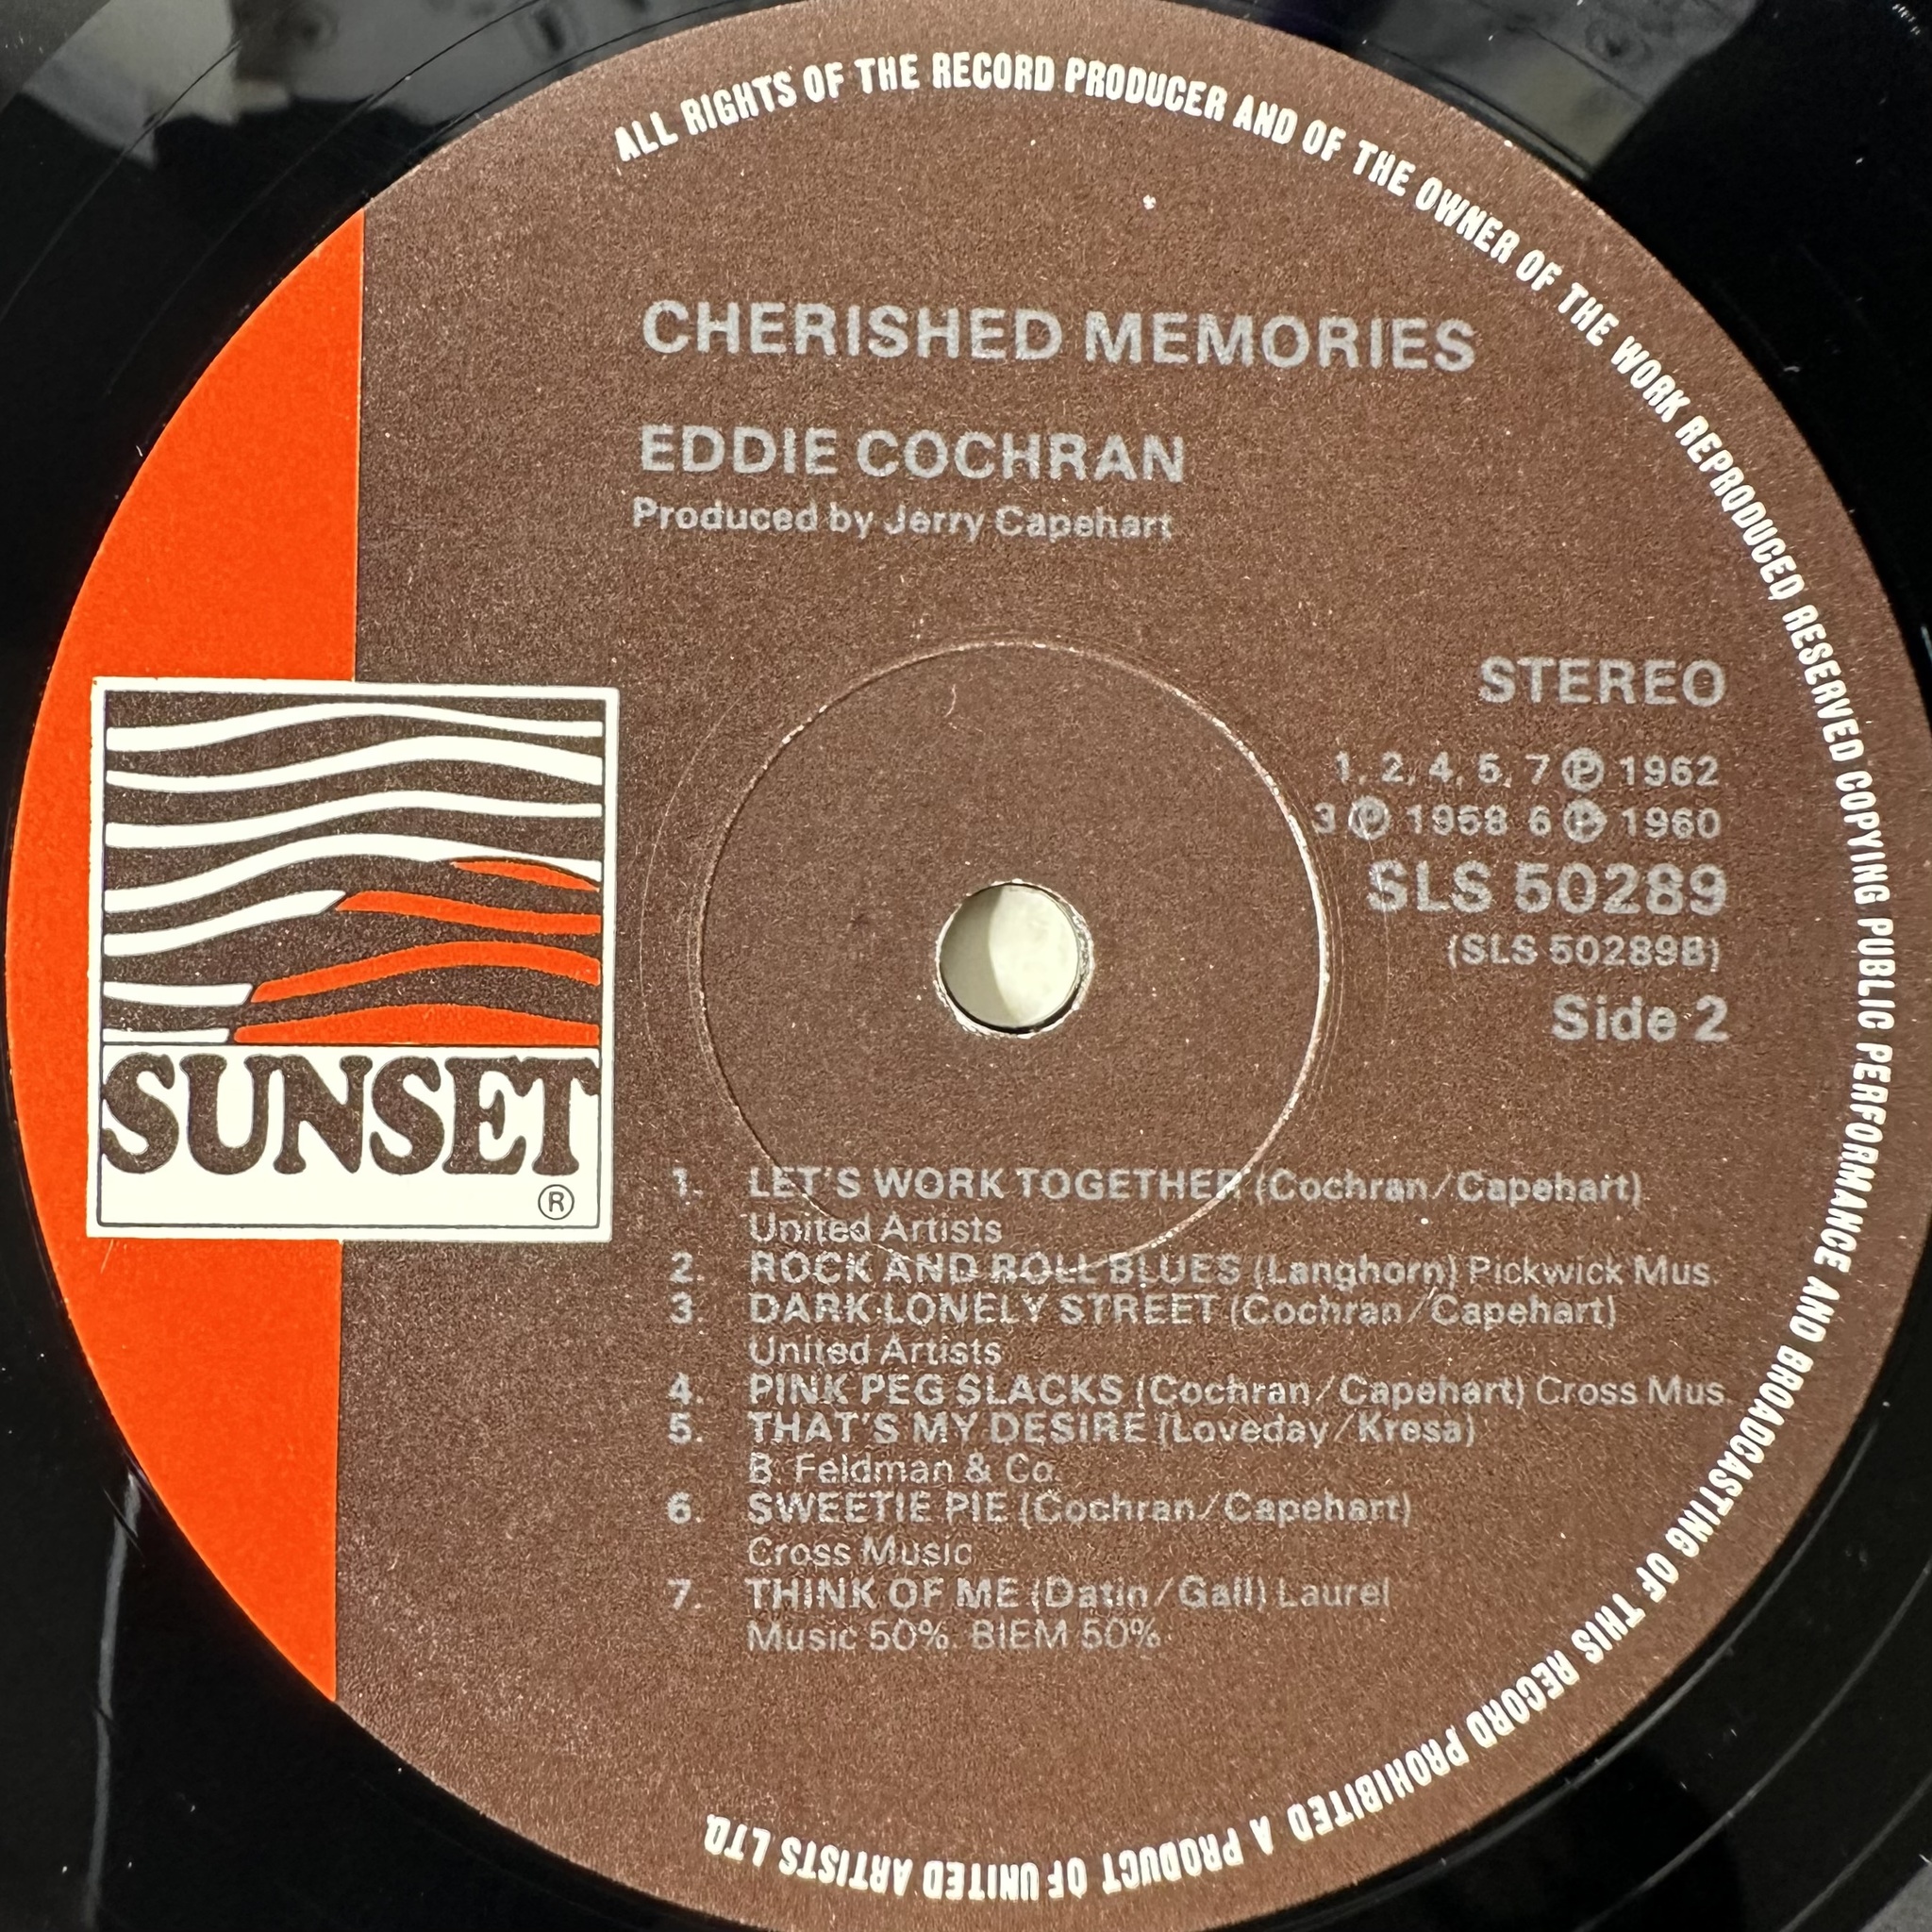 ALL RIGHTS OF THE RECORD PRODUCER AND OF THE OWNER OF THE WORK REPRODUCED RESERVED COPYING PUBLIC PERFORMANCE AND BROADCASTING OF THIS RECORD PROHIBITED A PRODUCT OF UNITED ARTISTS LTD.
CHERISHED MEMORIES
EDDIE COCHRAN
Produced by Jerry Capehart
STEREO
1, 2, 4, 5, 7 ℗ 1962
3 ℗ 1958 6 ℗ 1960
SLS 50289
(SLS 50289B)
Side 2
SUNSET
®
1. LET'S WORK TOGETHER (Cochran/Capehart)
United Artists
2. ROCK AND ROLL BLUES (Langhorn) Pickwick Mus.
3. DARK LONELY STREET (Cochran/Capehart)
United Artists
4. PINK PEG SLACKS (Cochran/Capehart) Cross Mus.
5. THAT'S MY DESIRE (Loveday/Kresa)
B. Feldman & Co.
6. SWEETIE PIE (Cochran/Capehart)
Cross Music
7. THINK OF ME (Datin/Gall) Laurel
Music 50%. BIEM 50%.